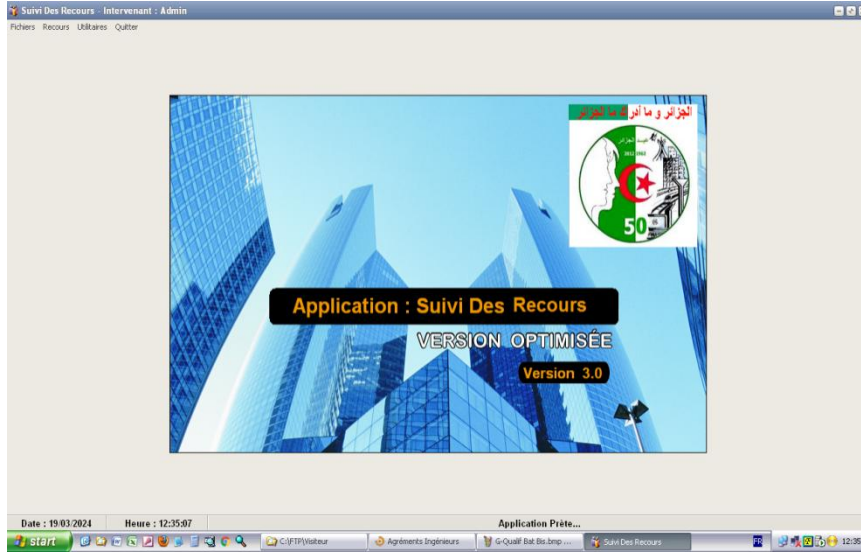 Suivi Des Recours - Intervenant : Admin
Fichiers Recours Utilitaires Quitter
الجزائر و ما أدراك ما الجزائر
50
Application : Suivi Des Recours
VERSION OPTIMISÉE
Version 3.0
Date : 19/03/2024 Heure : 12:35:07 Application Prète...
start C:\FTP\Visiteur Agréments Ingénieurs G-Qualif Bat Bis.bmp ... Suivi Des Recours FR 12:35